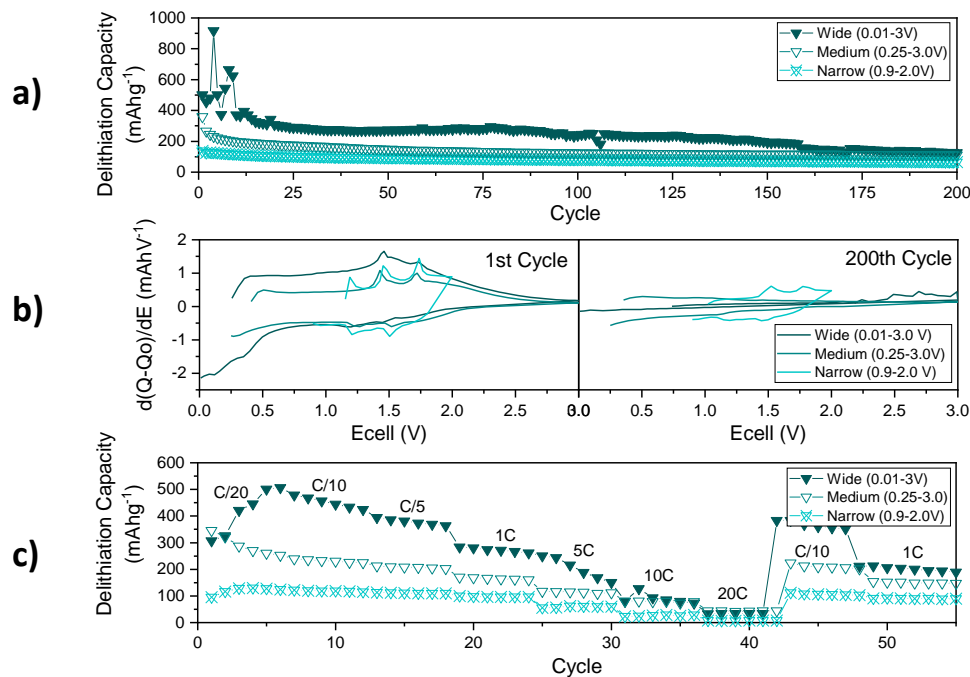 a)
Delithiation Capacity
(mAhg⁻¹)
1000
800
600
400
200
0
Wide (0.01-3V)
Medium (0.25-3.0V)
Narrow (0.9-2.0V)
0
25
50
75
100
125
150
175
200
Cycle
b)
d(Q-Qo)/dE (mAhV⁻¹)
2
1
0
-1
-2
1st Cycle
200th Cycle
Wide (0.01-3.0 V)
Medium (0.25-3.0V)
Narrow (0.9-2.0 V)
0.0
0.5
1.0
1.5
2.0
2.5
3.0
0.0
0.5
1.0
1.5
2.0
2.5
3.0
Ecell (V)
Ecell (V)
c)
Delithiation Capacity
(mAhg⁻¹)
600
500
400
300
200
100
0
C/20
C/10
C/5
1C
5C
10C
20C
C/10
1C
Wide (0.01-3V)
Medium (0.25-3.0)
Narrow (0.9-2.0V)
0
10
20
30
40
50
Cycle